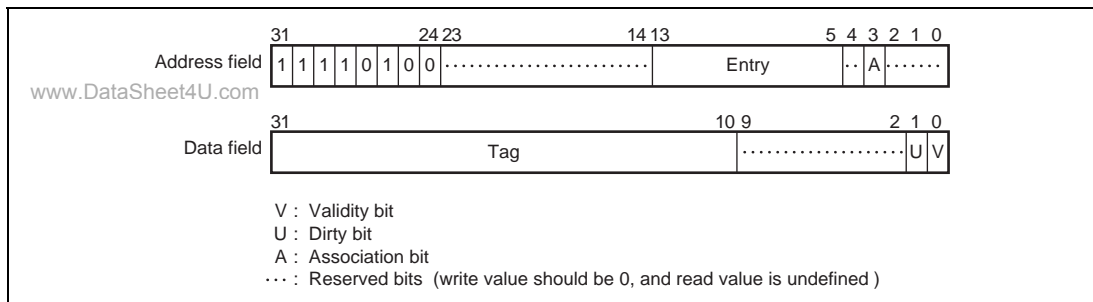 31 24 23 14 13 5 4 3 2 1 0
Address field 1 1 1 1 0 1 0 0 ························ Entry ·· A ·······
www.DataSheet4U.com
31 10 9 2 1 0
Data field Tag ···················· U V
V : Validity bit
U : Dirty bit
A : Association bit
··· : Reserved bits (write value should be 0, and read value is undefined )